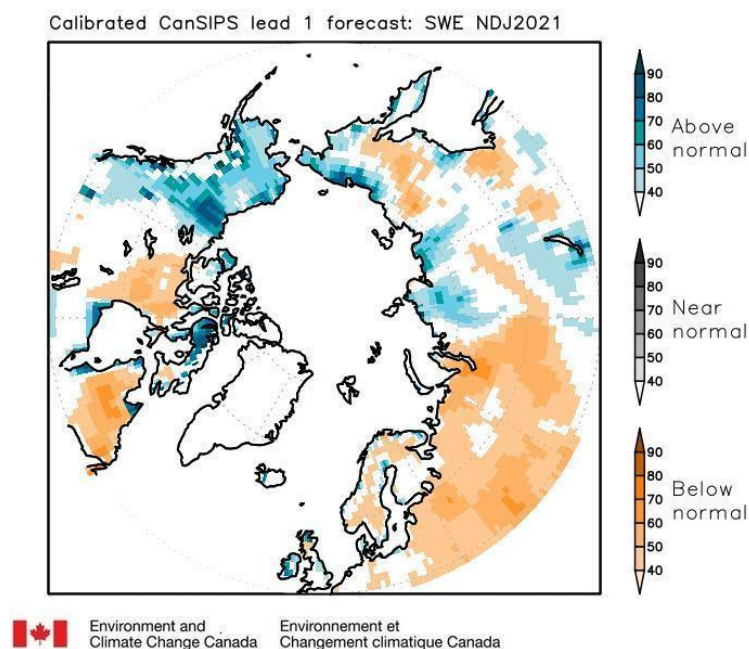 Calibrated CanSIPS lead 1 forecast: SWE NDJ2021
90
80
70
60
50
40
Above
normal
90
80
70
60
50
40
Near
normal
90
80
70
60
50
40
Below
normal
Environment and
Climate Change Canada
Environnement et
Changement climatique Canada